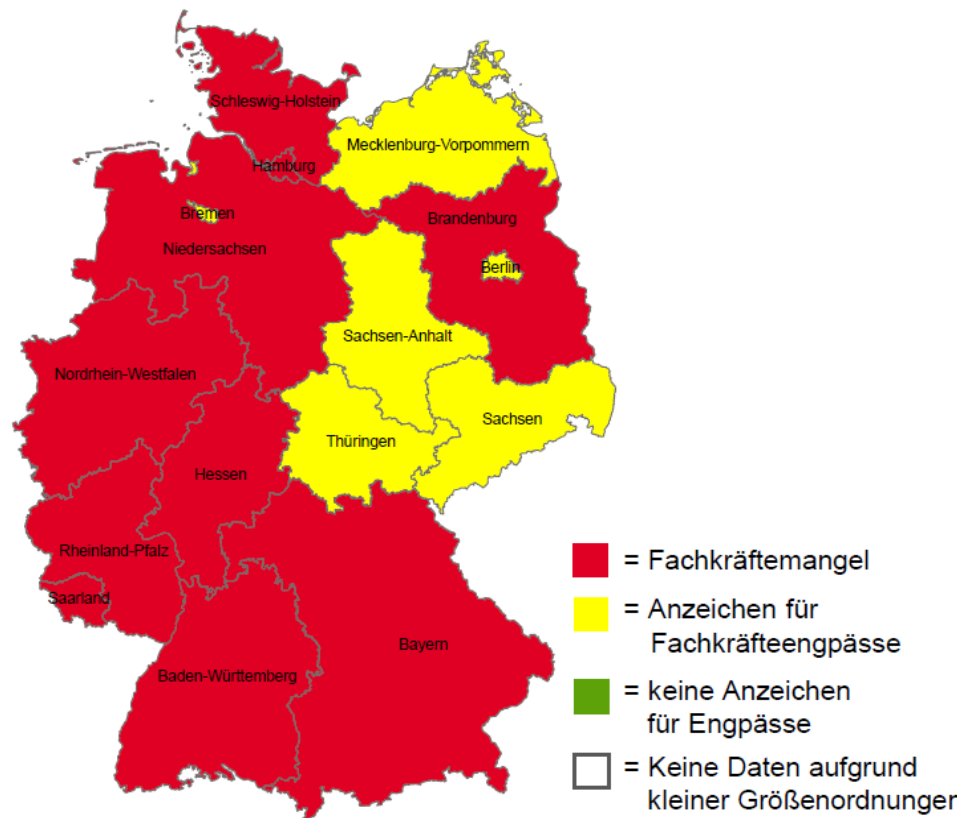 Schleswig-Holstein
Mecklenburg-Vorpommern
Hamburg
Bremen
Brandenburg
Niedersachsen
Berlin
Sachsen-Anhalt
Nordrhein-Westfalen
Sachsen
Thüringen
Hessen
Rheinland-Pfalz
Saarland
Bayern
Baden-Württemberg
= Fachkräftemangel
= Anzeichen für
Fachkräfteengpässe
= keine Anzeichen
für Engpässe
= Keine Daten aufgrund
kleiner Größenordnungen